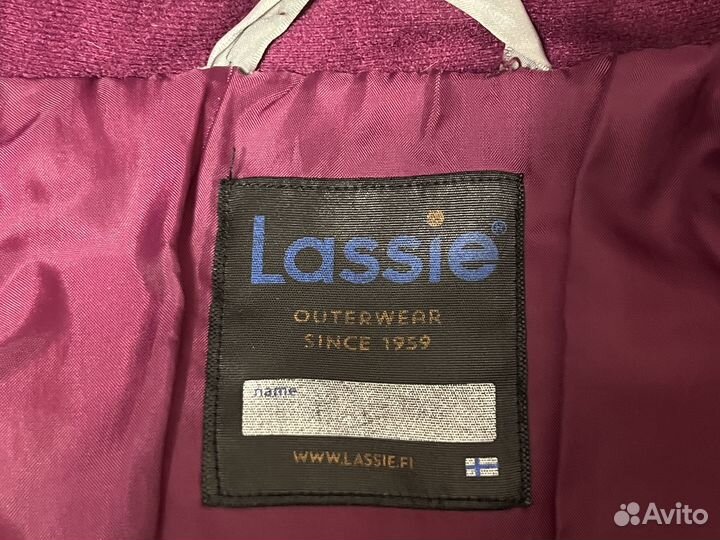 Lassie®
OUTERWEAR
SINCE 1959
name
WWW.LASSIE.FI
Avito